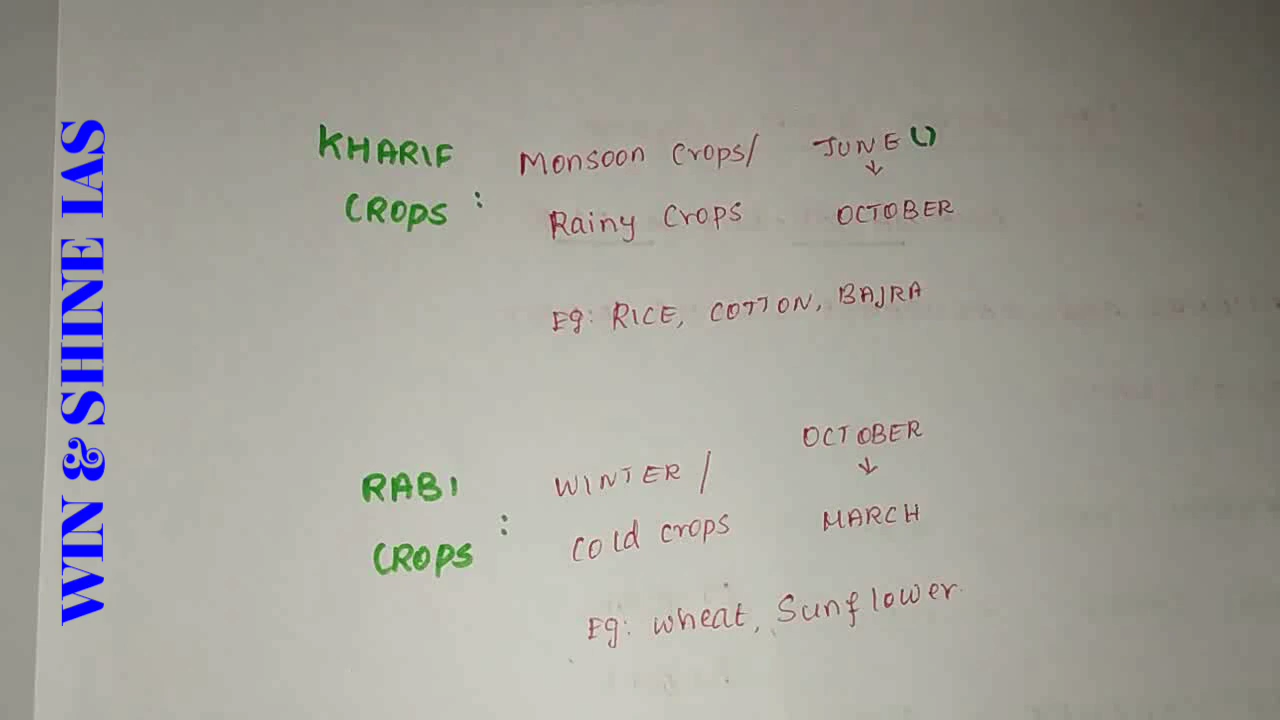 WIN & SHINE IAS
KHARIF Monsoon Crops/ JUNE ()
↓
CROPS : Rainy Crops OCTOBER
Eg: RICE, COTTON, BAJRA
OCTOBER
↓
RABI WINTER /
CROPS : Cold crops MARCH
Eg: wheat, Sunflower.